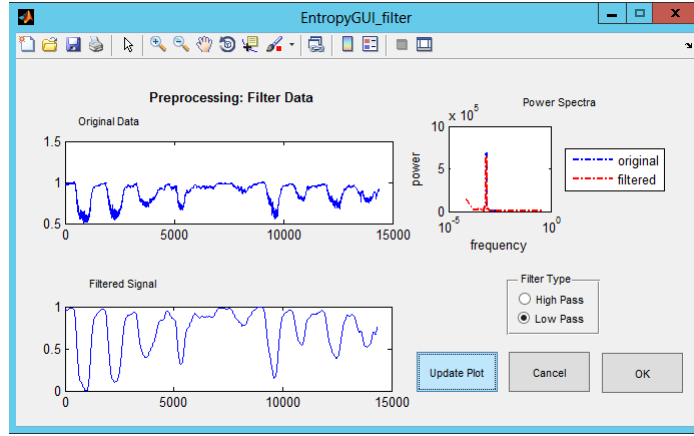 EntropyGUI_filter
Preprocessing: Filter Data
Original Data
1.5
1
0.5
0 5000 10000 15000
Power Spectra
x 10^5
10
5
0
power
10^-5 10^0
frequency
original
filtered
Filtered Signal
1
0.5
0
0 5000 10000 15000
Filter Type
High Pass
Low Pass
Update Plot
Cancel
OK